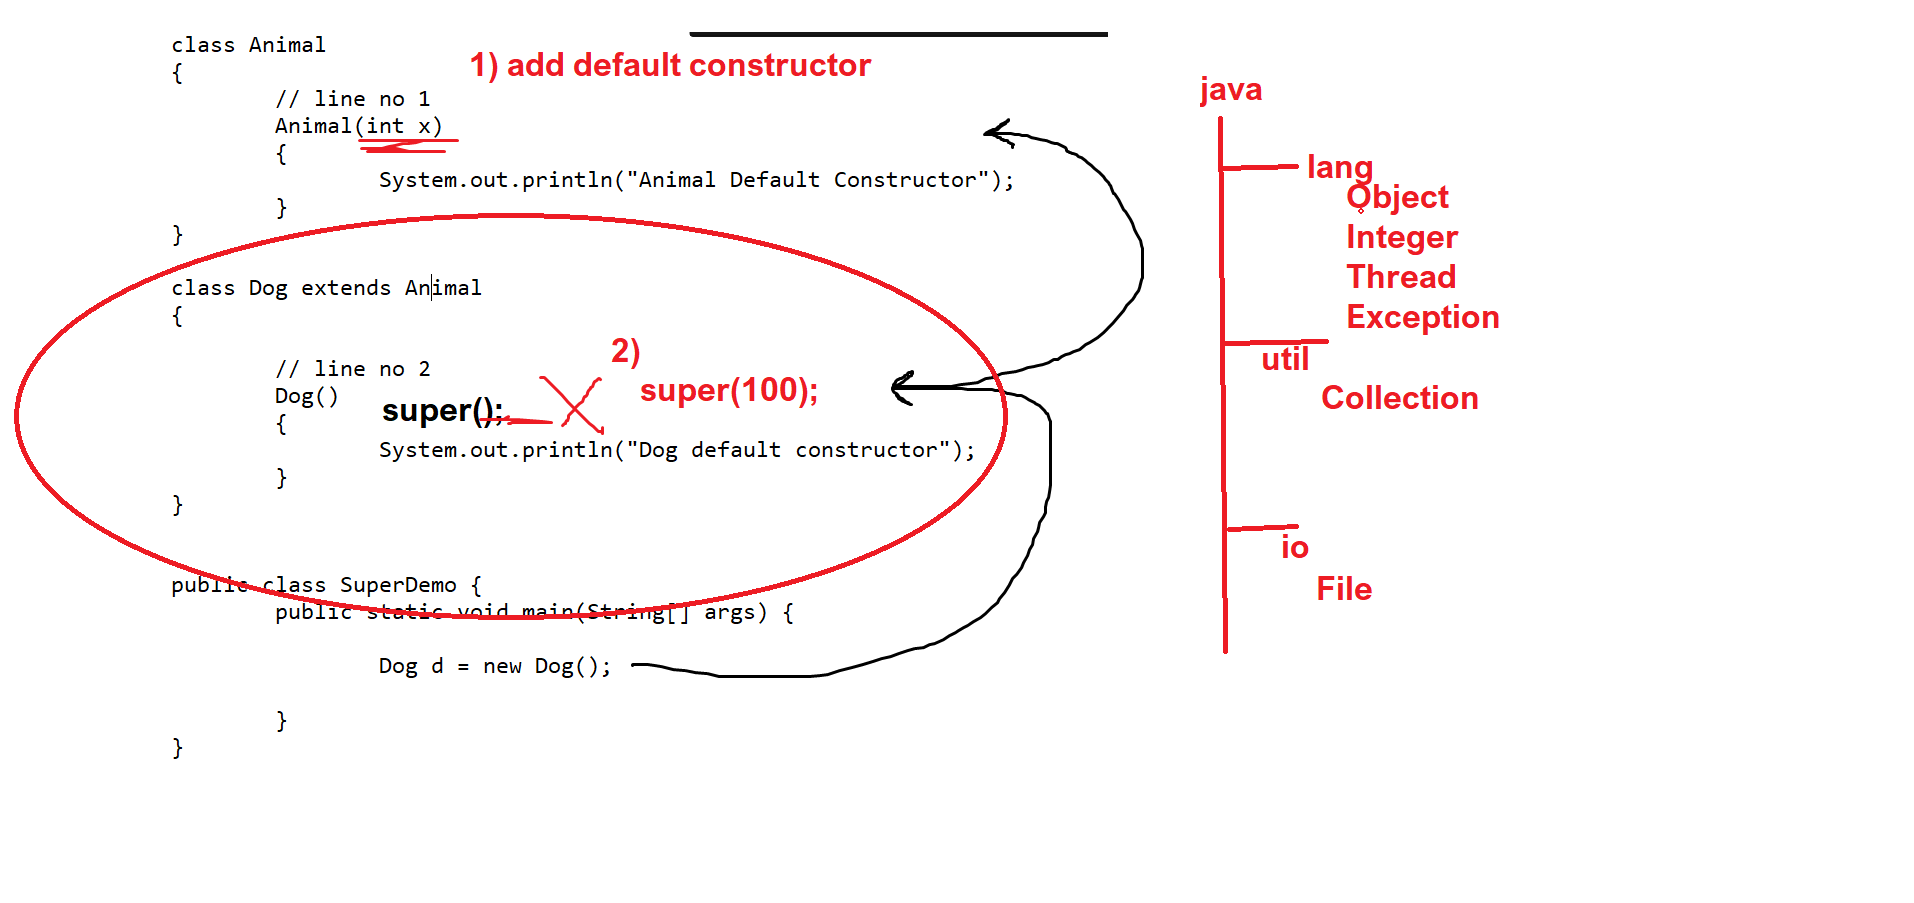 class Animal
{
1) add default constructor
// line no 1
Animal(int x)
{
System.out.println("Animal Default Constructor");
}
}
class Dog extends Animal
{
// line no 2
Dog()
super();
2)
super(100);
{
System.out.println("Dog default constructor");
}
}
public class SuperDemo {
public static void main(String[] args) {
Dog d = new Dog();
}
}
java
lang
Object
Integer
Thread
Exception
util
Collection
io
File